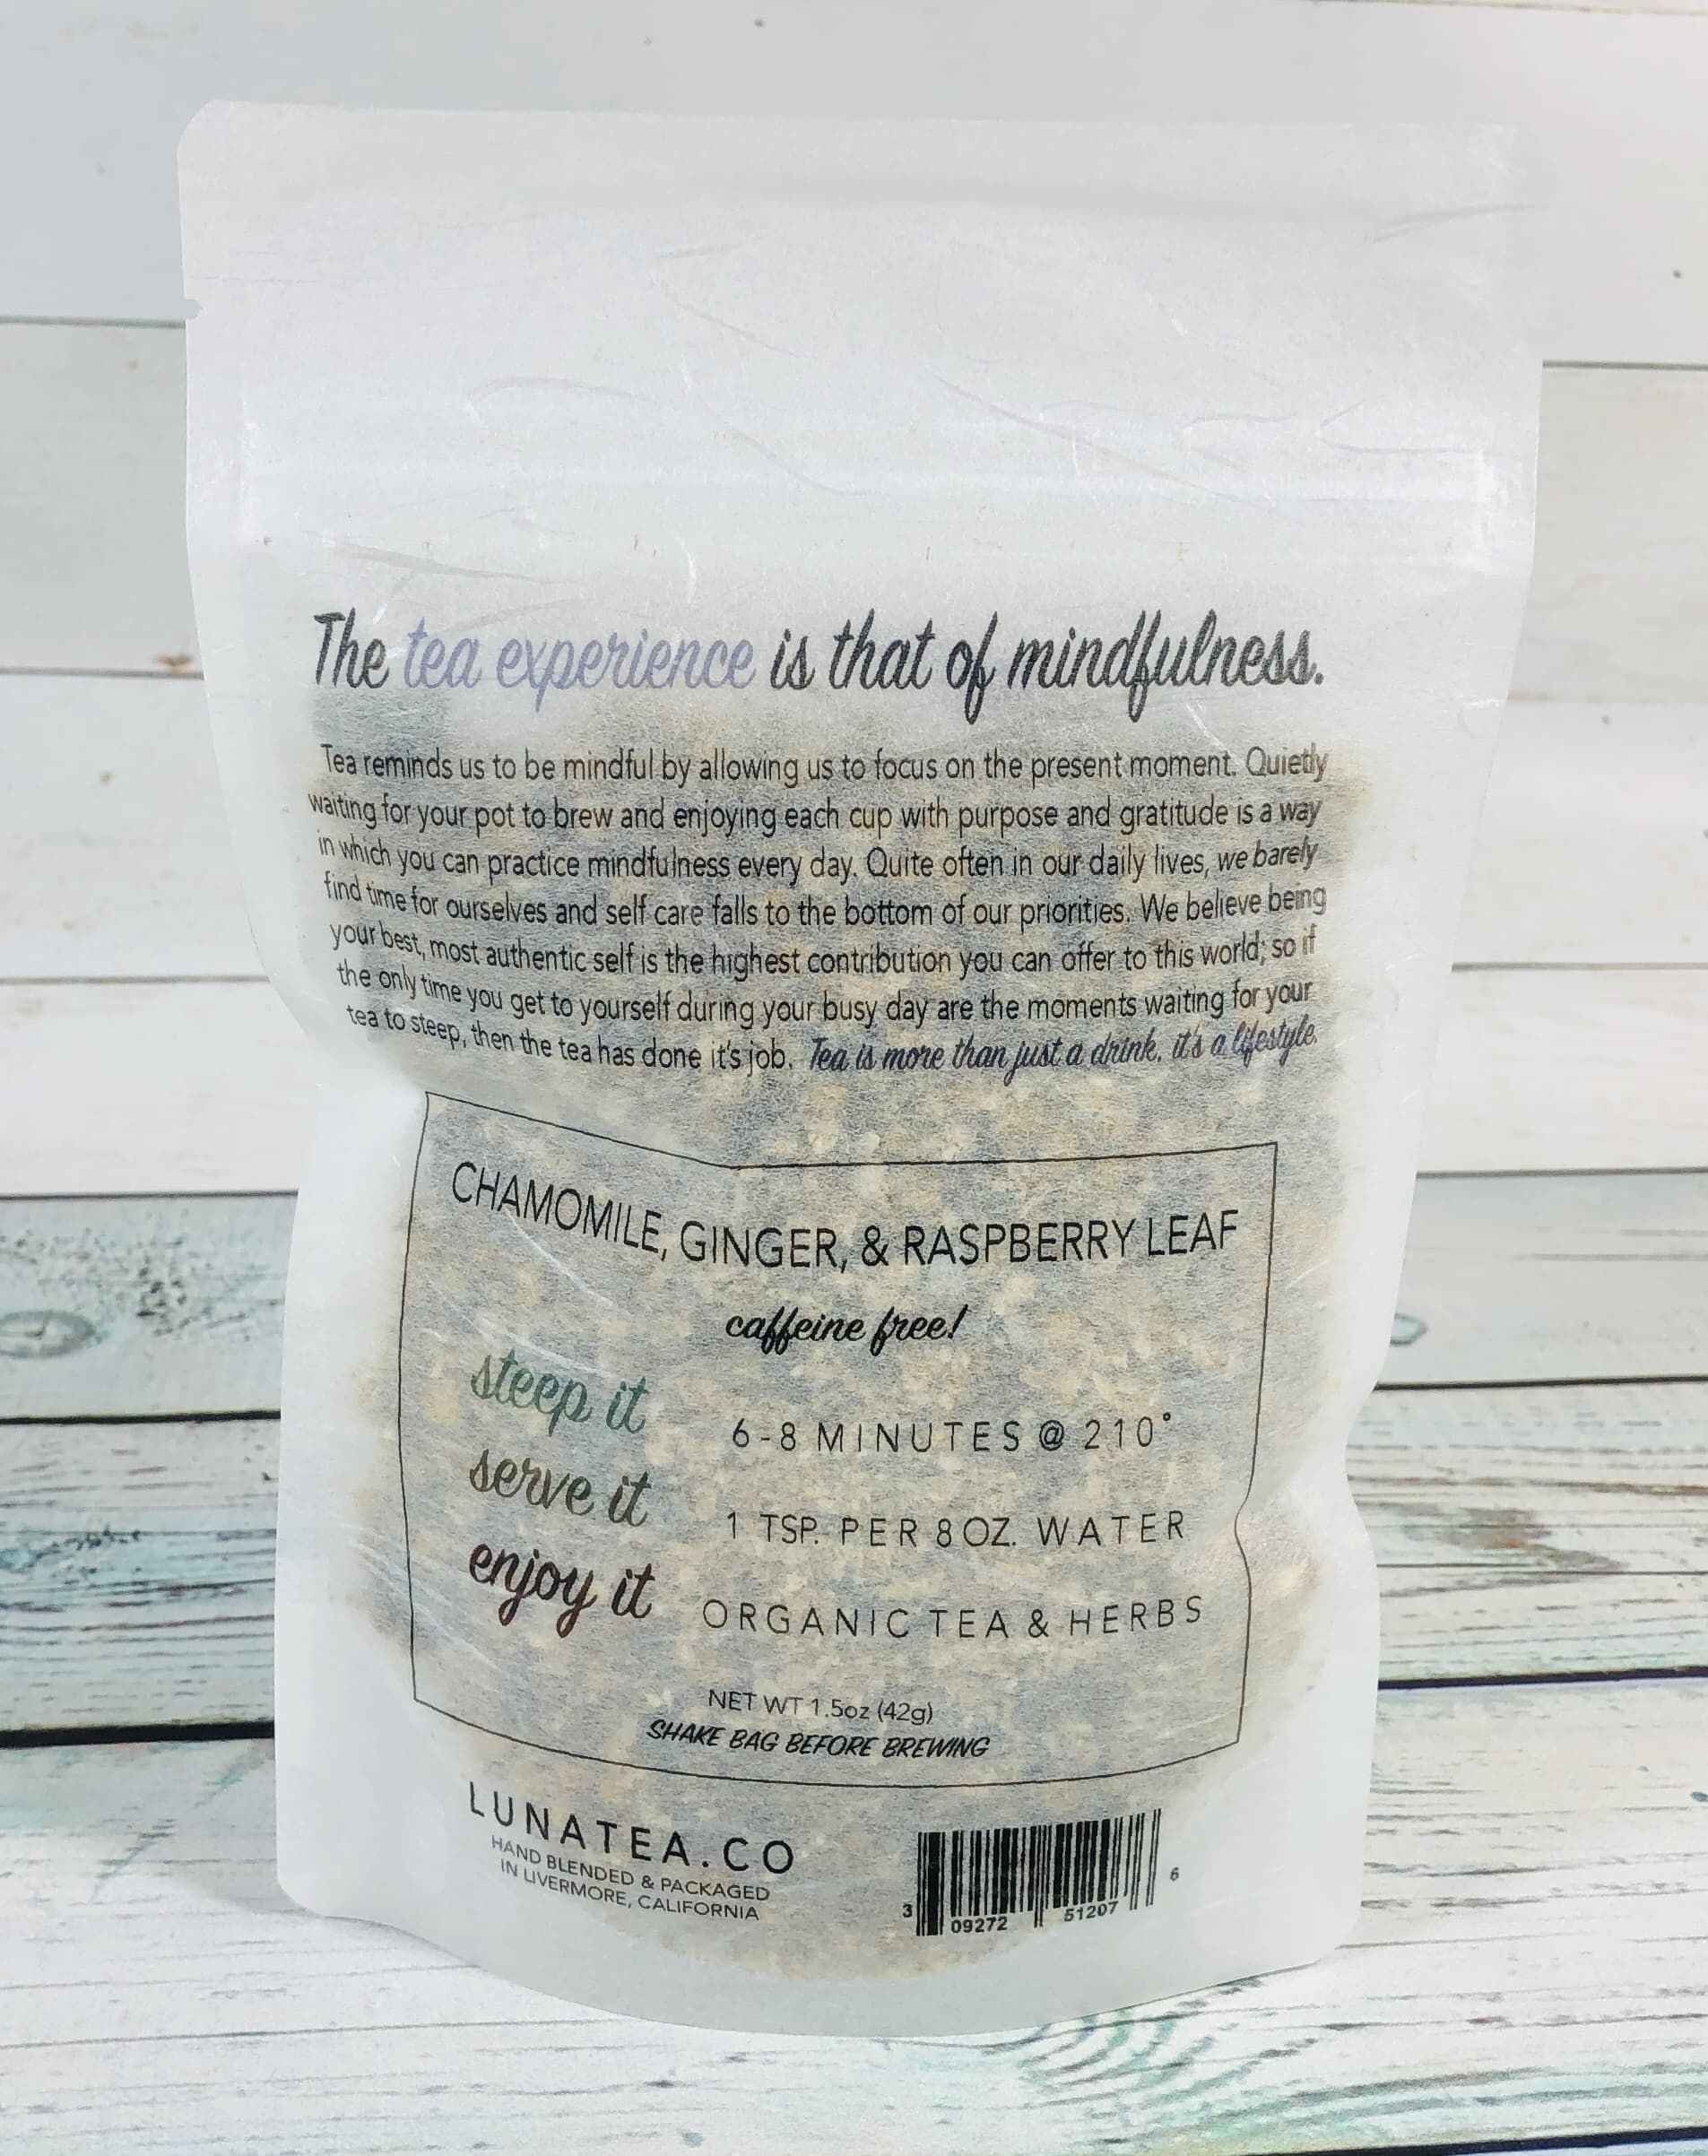 The tea experience is that of mindfulness.
Tea reminds us to be mindful by allowing us to focus on the present moment. Quietly
waiting for your pot to brew and enjoying each cup with purpose and gratitude is a way
in which you can practice mindfulness every day. Quite often in our daily lives, we barely
find time for ourselves and self care falls to the bottom of our priorities. We believe being
your best, most authentic self is the highest contribution you can offer to this world; so if
the only time you get to yourself during your busy day are the moments waiting for your
tea to steep, then the tea has done it's job. Tea is more than just a drink, it's a lifestyle.
CHAMOMILE, GINGER, & RASPBERRY LEAF
caffeine free!
steep it 6-8 MINUTES @ 210°
serve it 1 TSP. PER 8 OZ. WATER
enjoy it ORGANIC TEA & HERBS
NET WT 1.5oz (42g)
SHAKE BAG BEFORE BREWING
LUNATEA.CO
HAND BLENDED & PACKAGED
IN LIVERMORE, CALIFORNIA
3 09272 51207 6